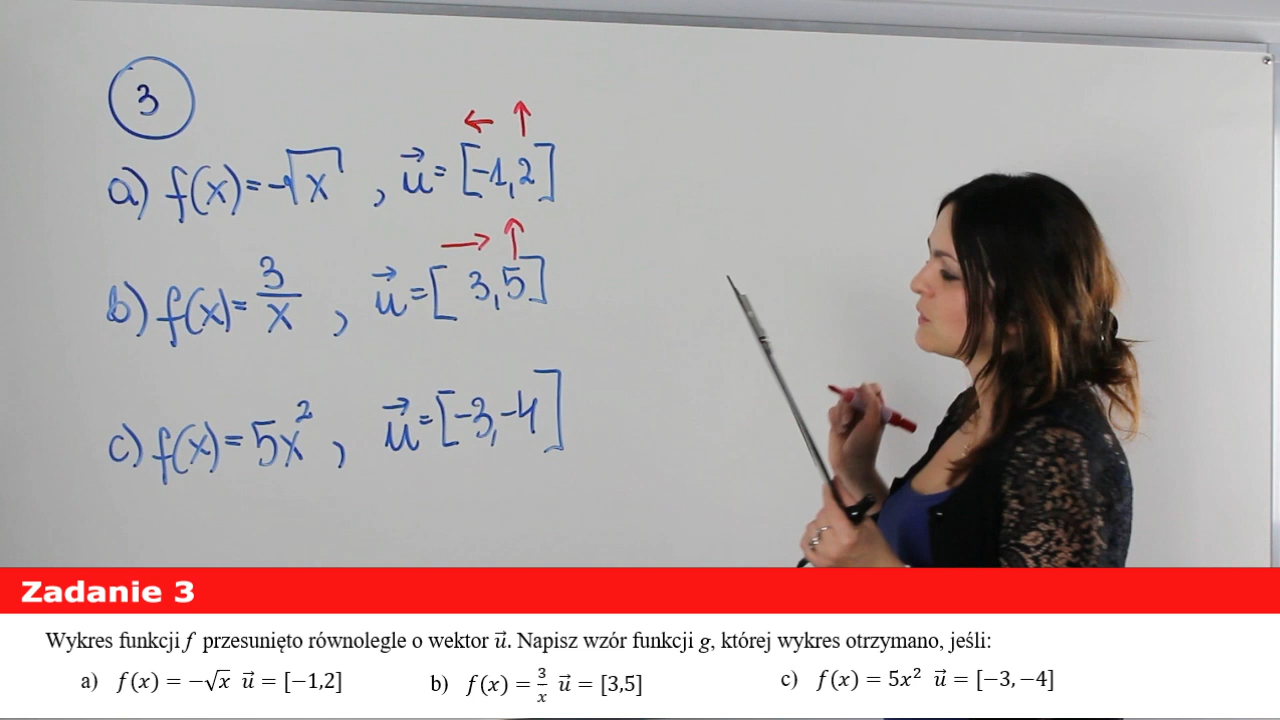 3
a) f(x)=-√x , u⃗=[-1,2]
b) f(x)=3/x , u⃗=[3,5]
c) f(x)=5x², u⃗=[-3,-4]
Zadanie 3
Wykres funkcji f przesunięto równolegle o wektor u⃗. Napisz wzór funkcji g, której wykres otrzymano, jeśli:
a) f(x) = −√x u⃗ = [−1,2] b) f(x) = 3/x u⃗ = [3,5] c) f(x) = 5x² u⃗ = [−3,−4]